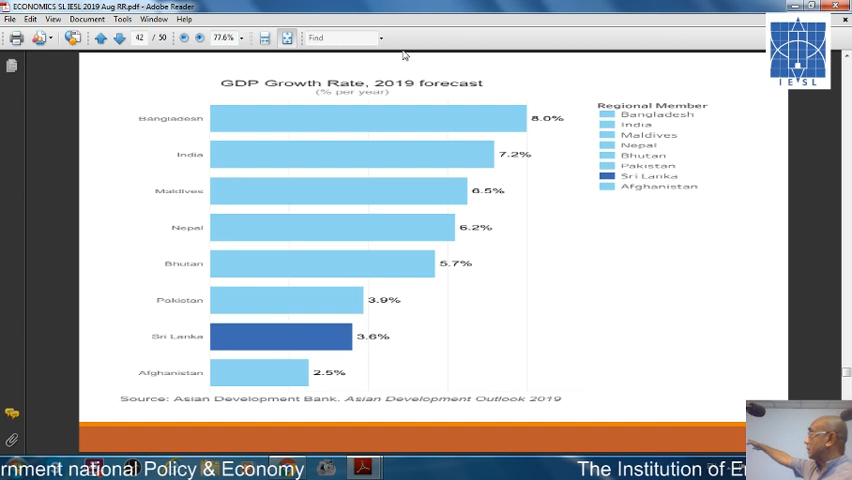 ECONOMICS SL IESL 2019 Aug RR.pdf - Adobe Reader
File Edit View Document Tools Window Help
42 / 50 77.6% Find
IESL
GDP Growth Rate, 2019 forecast
(% per year)
Bangladesh 8.0%
India 7.2%
Maldives 6.5%
Nepal 6.2%
Bhutan 5.7%
Pakistan 3.9%
Sri Lanka 3.6%
Afghanistan 2.5%
Regional Member
Bangladesh
India
Maldives
Nepal
Bhutan
Pakistan
Sri Lanka
Afghanistan
Source: Asian Development Bank. Asian Development Outlook 2019
rnment national Policy & Economy The Institution of E